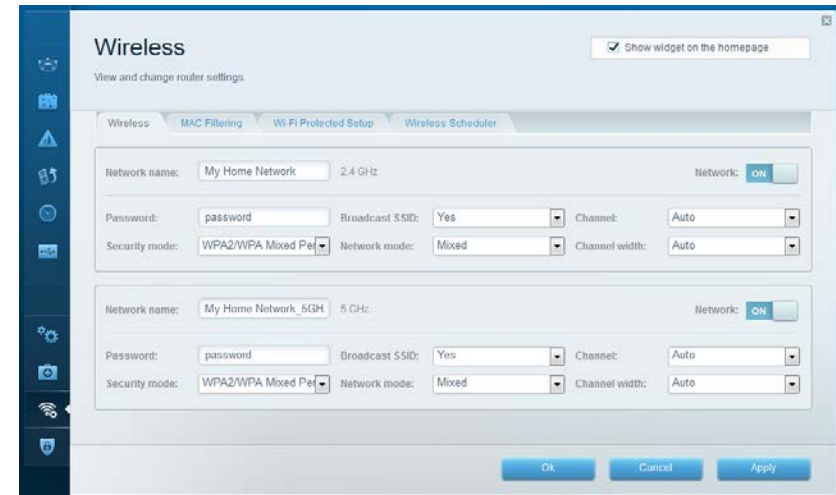 Wireless
Show widget on the homepage
View and change router settings
Wireless MAC Filtering Wi-Fi Protected Setup Wireless Scheduler
Network name: My Home Network 2.4 GHz Network: ON
Password: password Broadcast SSID: Yes Channel: Auto
Security mode: WPA2/WPA Mixed Per Network mode: Mixed Channel width: Auto
Network name: My Home Network_5GH 5 GHz Network: ON
Password: password Broadcast SSID: Yes Channel: Auto
Security mode: WPA2/WPA Mixed Per Network mode: Mixed Channel width: Auto
Ok Cancel Apply